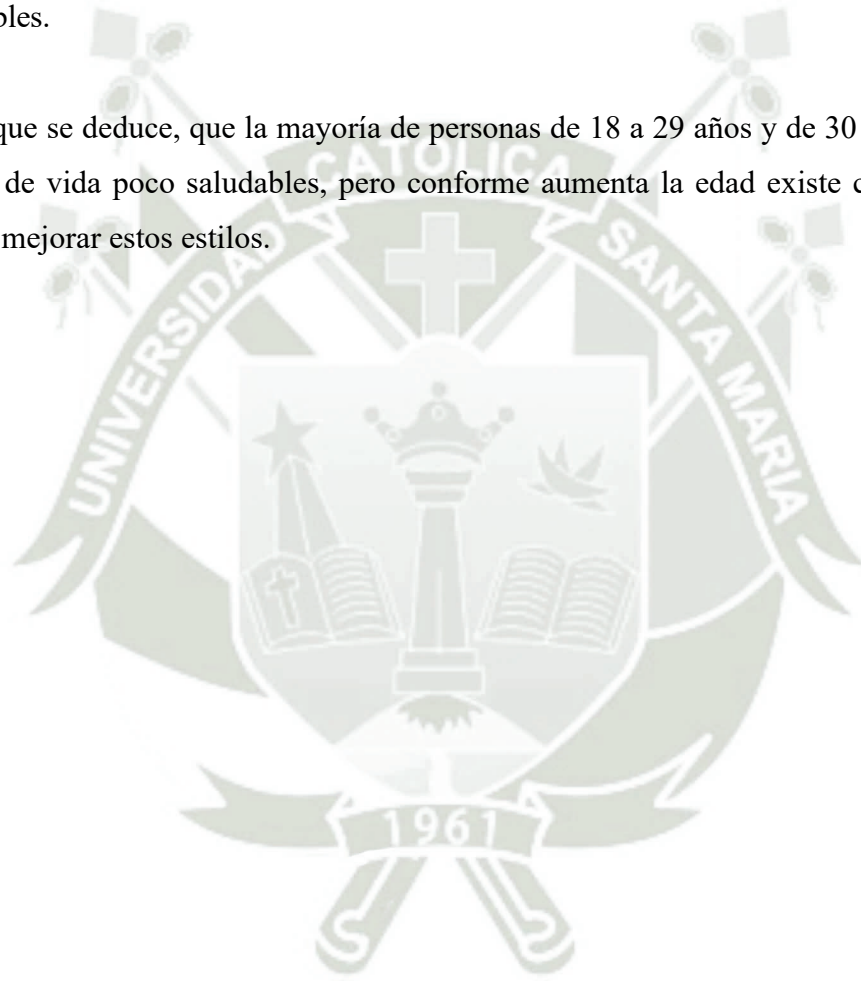 bles.
que se deduce, que la mayoría de personas de 18 a 29 años y de 30
de vida poco saludables, pero conforme aumenta la edad existe
mejorar estos estilos.
UNIVERSIDAD CATOLICA SANTA MARIA
1961